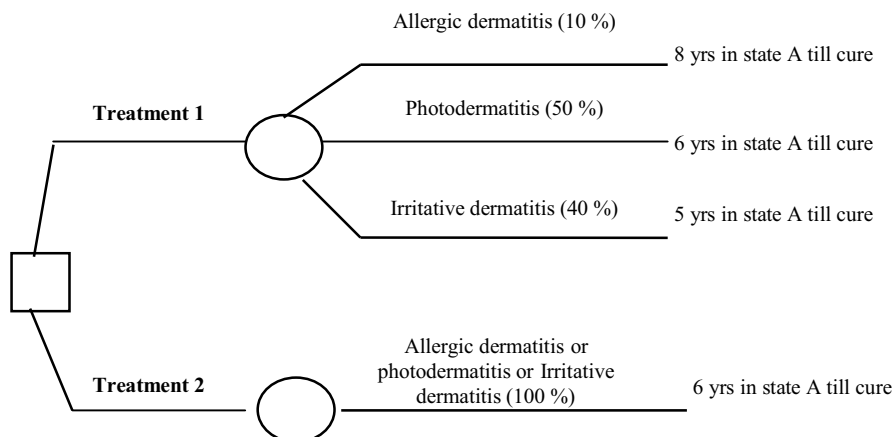 Allergic dermatitis (10 %)
8 yrs in state A till cure
Treatment 1
Photodermatitis (50 %)
6 yrs in state A till cure
Irritative dermatitis (40 %)
5 yrs in state A till cure
Allergic dermatitis or
photodermatitis or Irritative
dermatitis (100 %)
Treatment 2
6 yrs in state A till cure